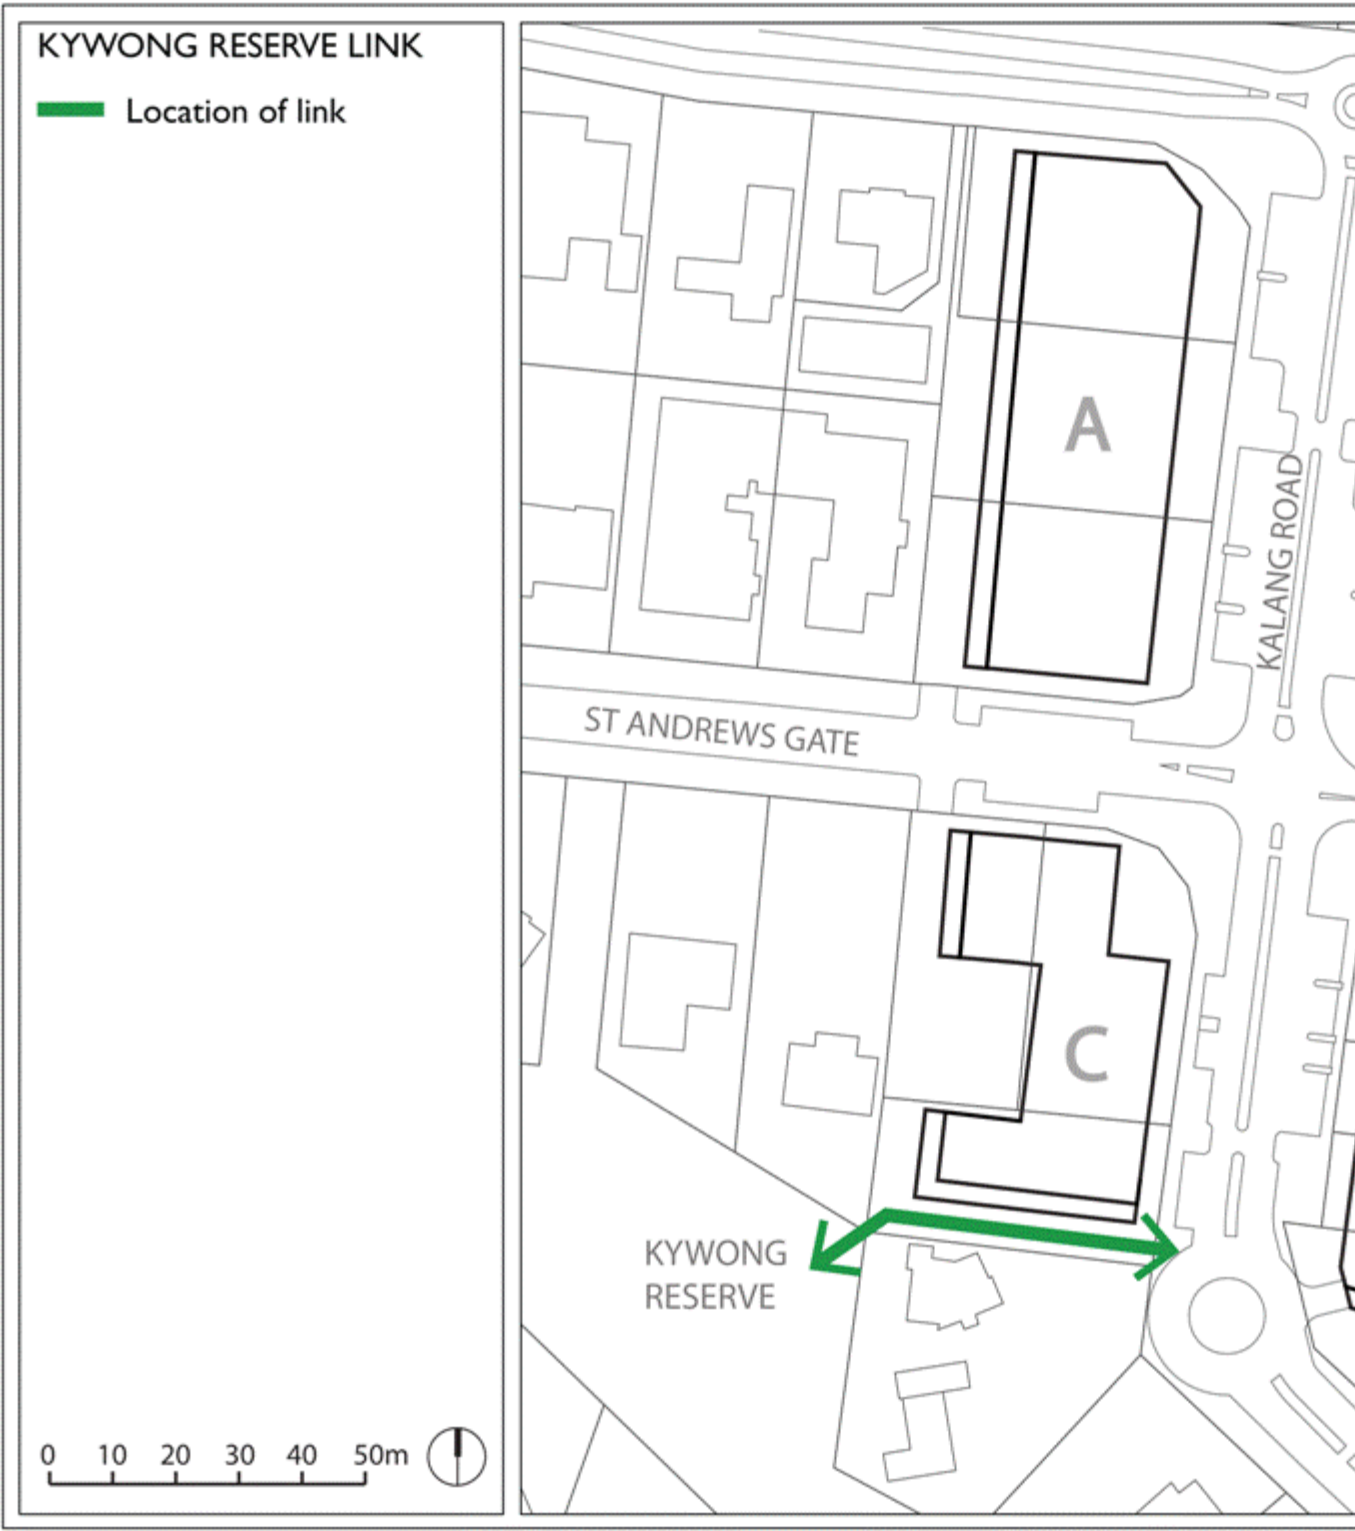 KYWONG RESERVE LINK
Location of link
A
KALANG ROAD
ST ANDREWS GATE
C
KYWONG
RESERVE
0 10 20 30 40 50m